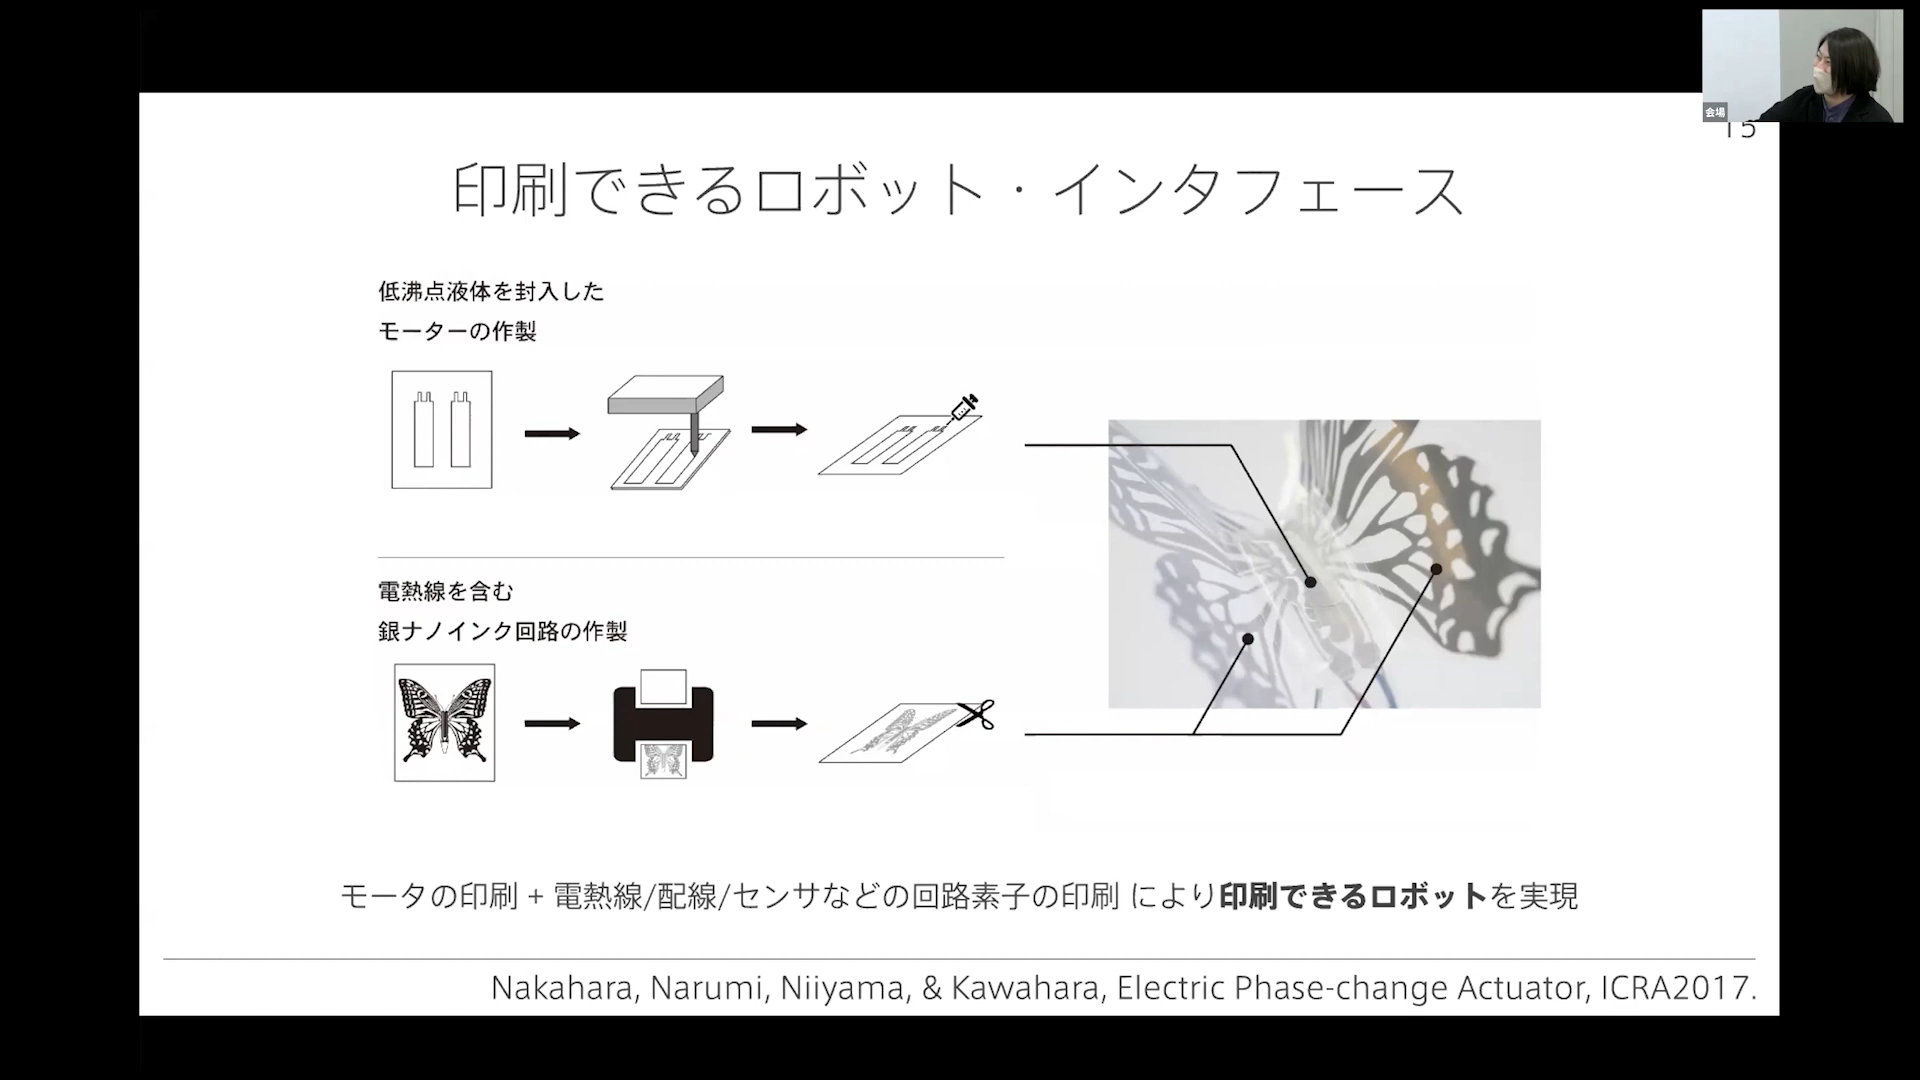 会場
15
印刷できるロボット・インタフェース
低沸点液体を封入した
モーターの作製
電熱線を含む
銀ナノインク回路の作製
モータの印刷 + 電熱線/配線/センサなどの回路素子の印刷 により印刷できるロボットを実現
Nakahara, Narumi, Niiyama, & Kawahara, Electric Phase-change Actuator, ICRA2017.